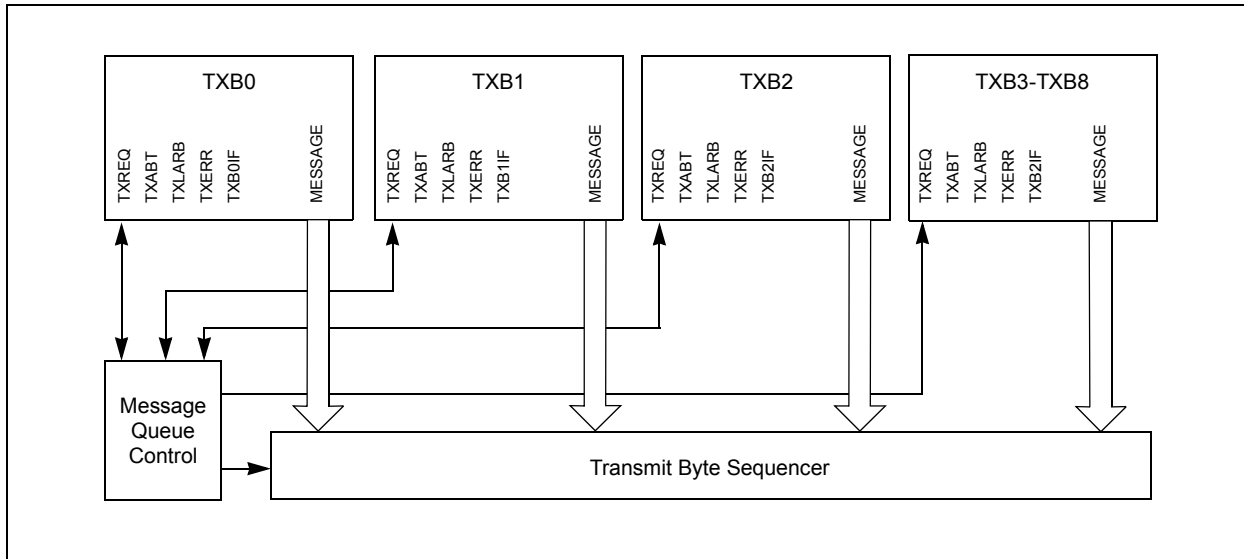 TXB0
TXREQ
TXABT
TXLARB
TXERR
TXB0IF
MESSAGE
TXB1
TXREQ
TXABT
TXLARB
TXERR
TXB1IF
MESSAGE
TXB2
TXREQ
TXABT
TXLARB
TXERR
TXB2IF
MESSAGE
TXB3-TXB8
TXREQ
TXABT
TXLARB
TXERR
TXB2IF
MESSAGE
Message
Queue
Control
Transmit Byte Sequencer